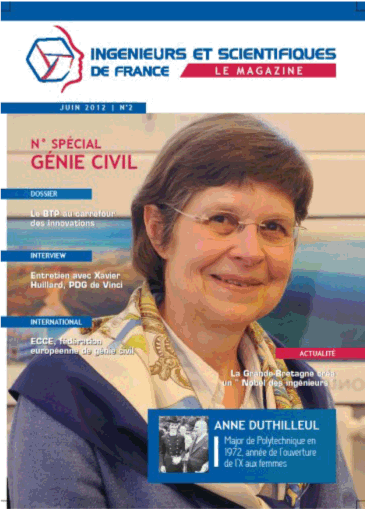 INGENIEURS ET SCIENTIFIQUES
DE FRANCE LE MAGAZINE
JUIN 2012 | N°2
N° SPÉCIAL
GÉNIE CIVIL
DOSSIER
Le BTP au carrefour
des innovations
INTERVIEW
Entretien avec Xavier
Huillard, PDG de Vinci
INTERNATIONAL
ECCE, fédération
européenne de génie civil
ACTUALITÉ
La Grande-Bretagne crée
un " Nobel des ingénieurs "
ANNE DUTHILLEUL
Major de Polytechnique en
1972, année de l'ouverture
de l'X aux femmes